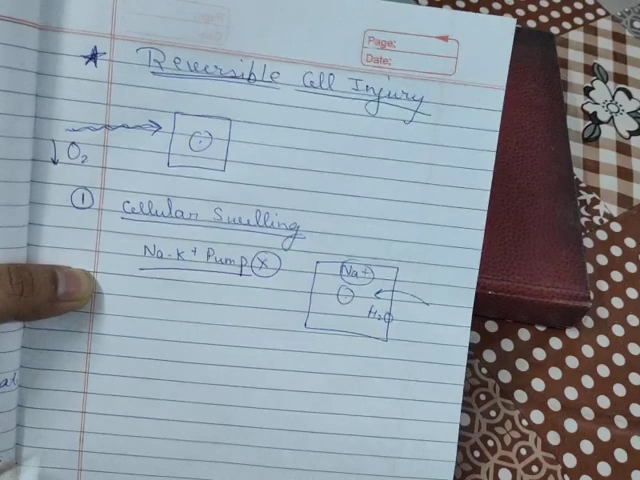 Page:
Date:
* Reversible Cell Injury
↓ O₂
① Cellular Swelling
Na-K+ Pump ⓧ
Na+
H₂O